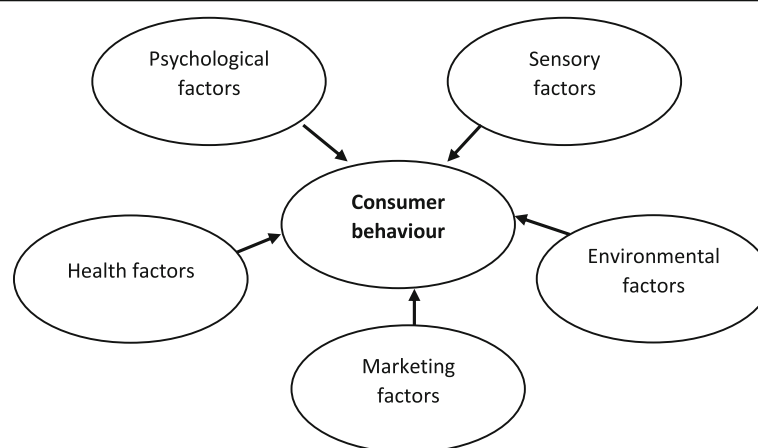 Psychological
factors
Sensory
factors
Consumer
behaviour
Health factors
Environmental
factors
Marketing
factors